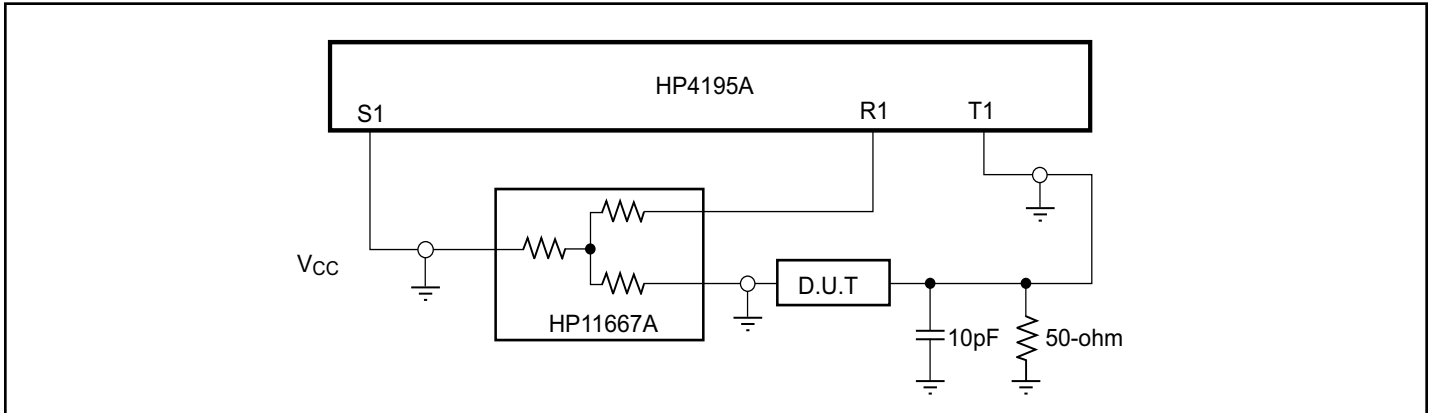 HP4195A
S1
R1
T1
VCC
HP11667A
D.U.T
10pF
50-ohm